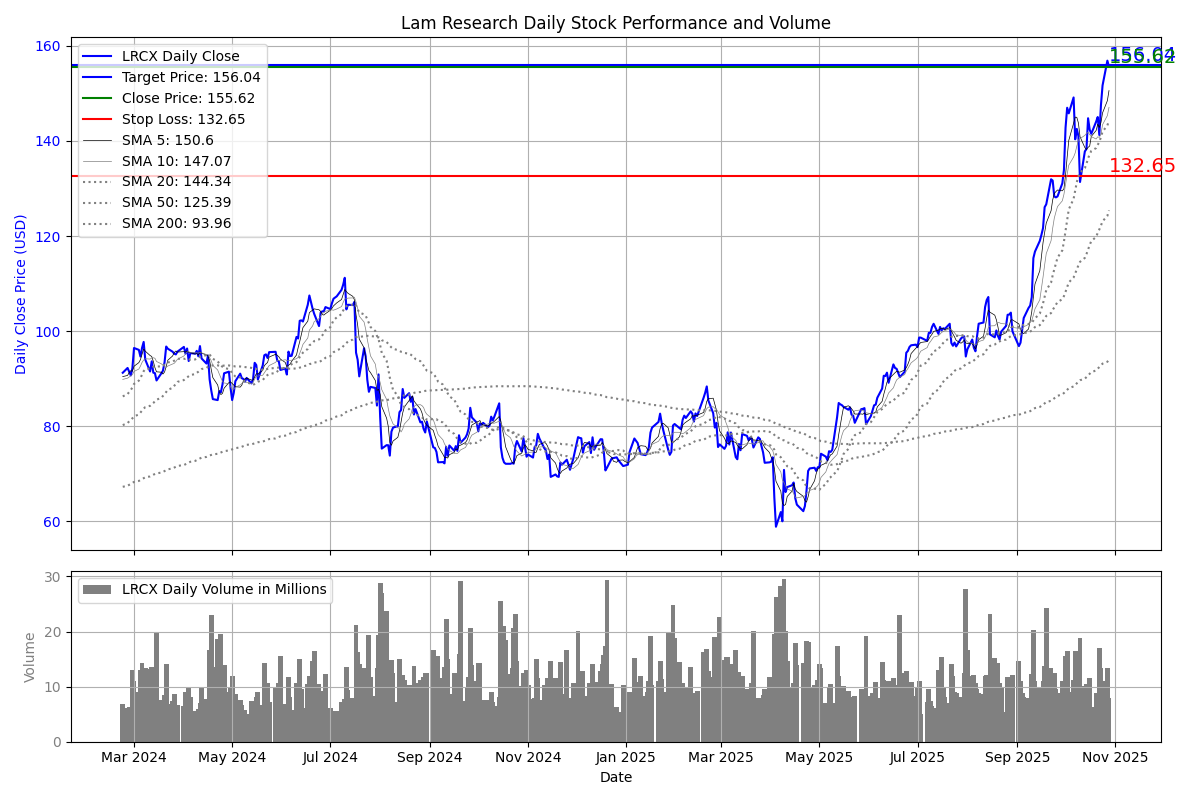 Lam Research Daily Stock Performance and Volume
LRCX Daily Close
Target Price: 156.04
Close Price: 155.62
Stop Loss: 132.65
SMA 5: 150.6
SMA 10: 147.07
SMA 20: 144.34
SMA 50: 125.39
SMA 200: 93.96
156.04
155.62
132.65
160
140
120
100
80
60
Daily Close Price (USD)
LRCX Daily Volume in Millions
30
20
10
0
Volume
Mar 2024 May 2024 Jul 2024 Sep 2024 Nov 2024 Jan 2025 Mar 2025 May 2025 Jul 2025 Sep 2025 Nov 2025
Date